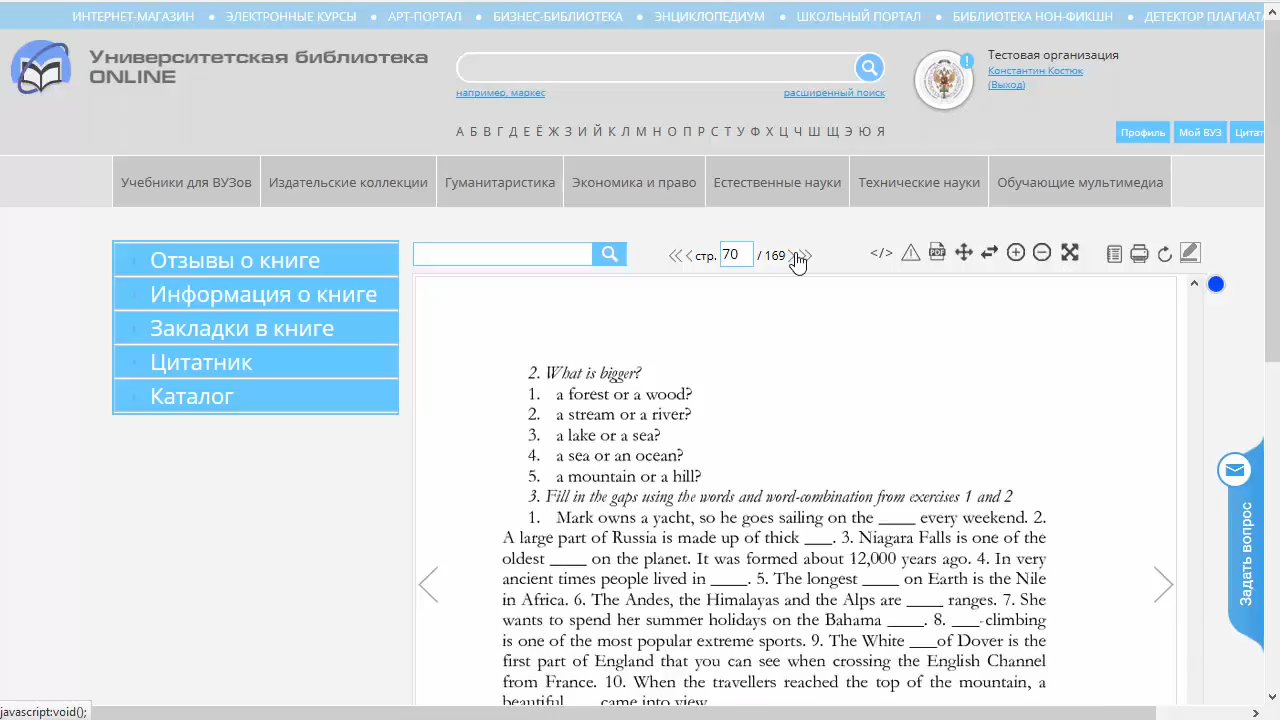 ИНТЕРНЕТ-МАГАЗИН • ЭЛЕКТРОННЫЕ КУРСЫ • АРТ-ПОРТАЛ • БИЗНЕС-БИБЛИОТЕКА • ЭНЦИКЛОПЕДИУМ • ШКОЛЬНЫЙ ПОРТАЛ • БИБЛИОТЕКА НОН-ФИКШН • ДЕТЕКТОР ПЛАГИАТА
Университетская библиотека
ONLINE
например, маркес
расширенный поиск
А Б В Г Д Е Ё Ж З И Й К Л М Н О П Р С Т У Ф Х Ц Ч Ш Щ Э Ю Я
!
Тестовая организация
Константин Костюк
(Выход)
Профиль
Мой ВУЗ
Цитат
Учебники для ВУЗов
Издательские коллекции
Гуманитаристика
Экономика и право
Естественные науки
Технические науки
Обучающие мультимедиа
Отзывы о книге
Информация о книге
Закладки в книге
Цитатник
Каталог
стр. 70 / 169
</>
PDF
2. What is bigger?
1. a forest or a wood?
2. a stream or a river?
3. a lake or a sea?
4. a sea or an ocean?
5. a mountain or a hill?
3. Fill in the gaps using the words and word-combination from exercises 1 and 2
1. Mark owns a yacht, so he goes sailing on the ____ every weekend. 2.
A large part of Russia is made up of thick ___. 3. Niagara Falls is one of the
oldest ____ on the planet. It was formed about 12,000 years ago. 4. In very
ancient times people lived in ____. 5. The longest ____ on Earth is the Nile
in Africa. 6. The Andes, the Himalayas and the Alps are ____ ranges. 7. She
wants to spend her summer holidays on the Bahama ____. 8. ___-climbing
is one of the most popular extreme sports. 9. The White ___of Dover is the
first part of England that you can see when crossing the English Channel
from France. 10. When the travellers reached the top of the mountain, a
beautiful ___ came into view.
Задать вопрос
javascript:void();